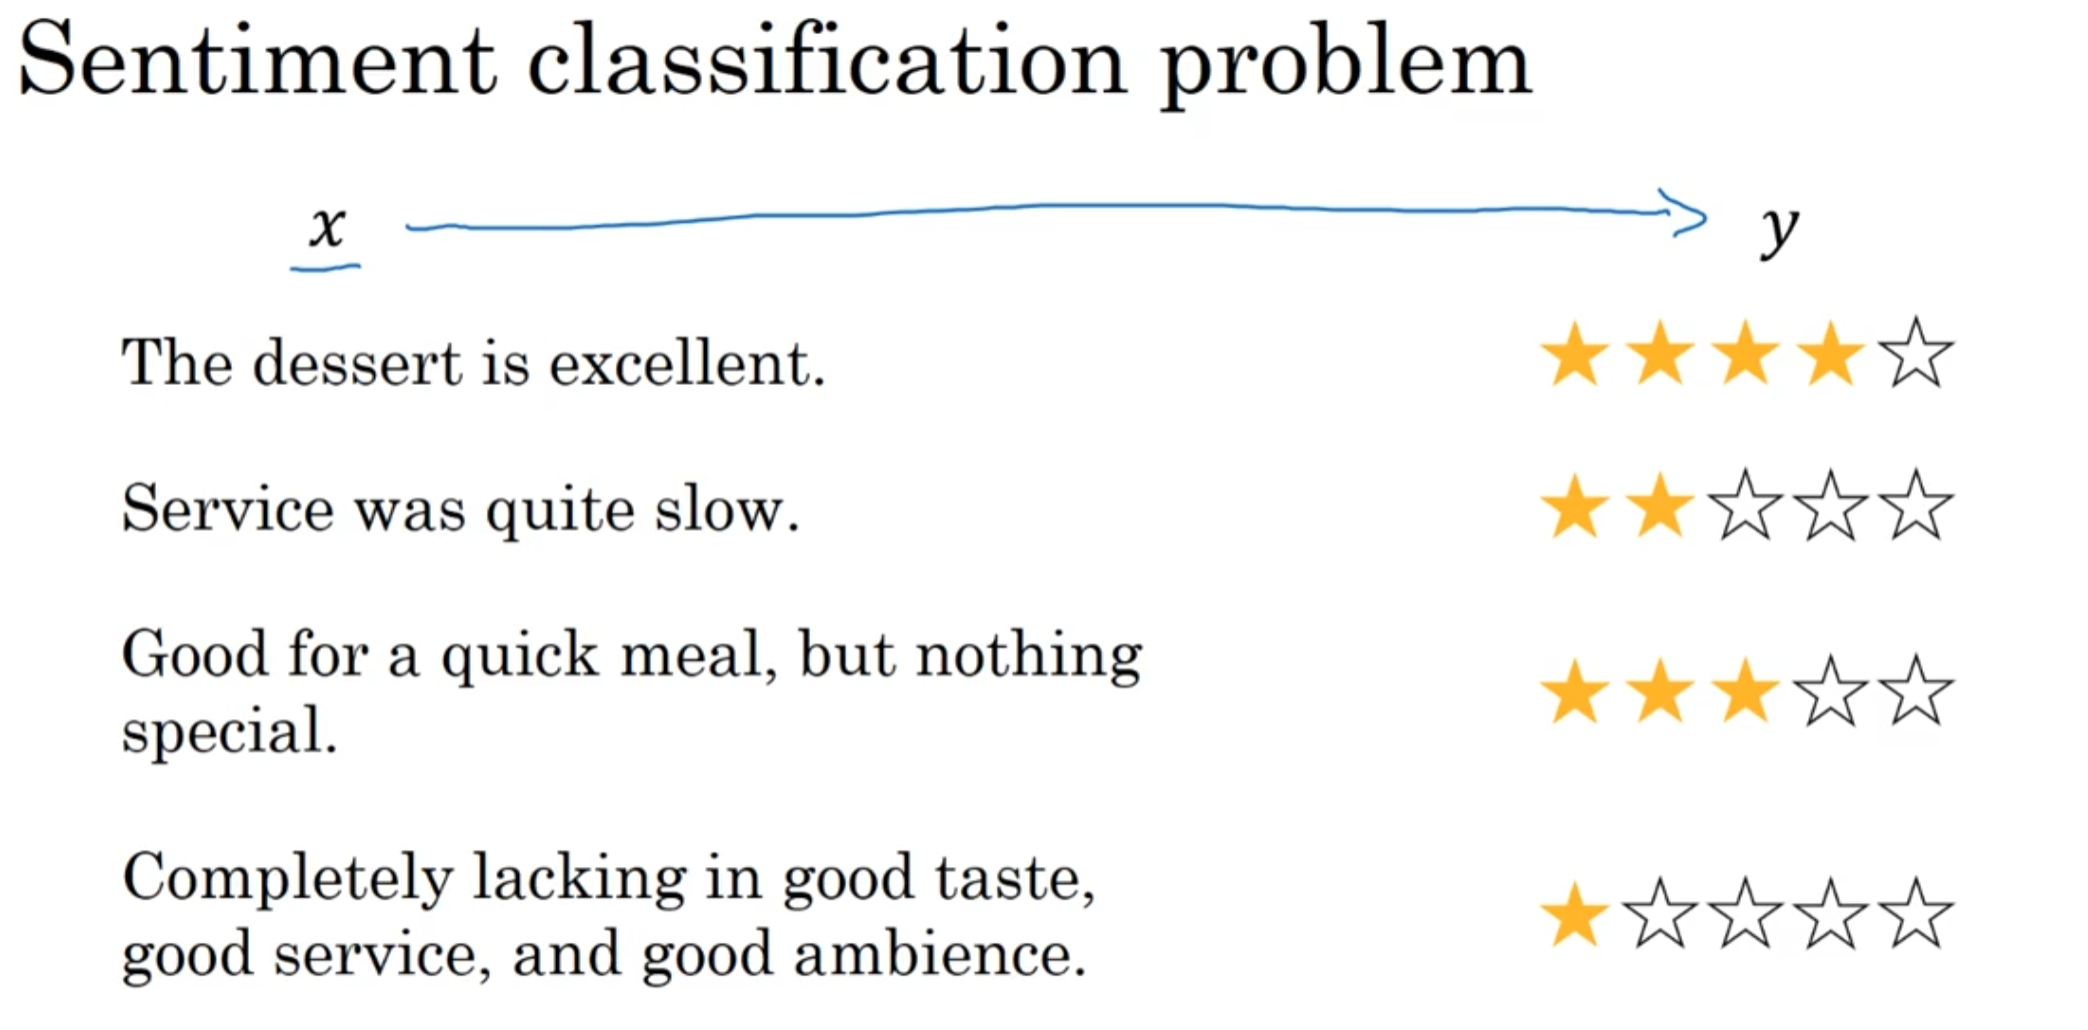 Sentiment classification problem
x y
The dessert is excellent.
Service was quite slow.
Good for a quick meal, but nothing
special.
Completely lacking in good taste,
good service, and good ambience.